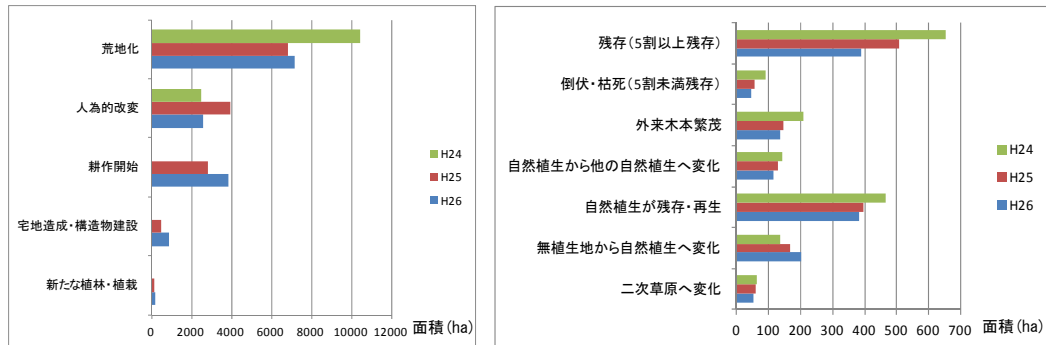 荒地化
人為的改変
耕作開始
宅地造成・構造物建設
新たな植林・植栽
0 2000 4000 6000 8000 10000 12000
面積(ha)
H24
H25
H26
残存(5割以上残存)
倒伏・枯死(5割未満残存)
外来木本繁茂
自然植生から他の自然植生へ変化
自然植生が残存・再生
無植生地から自然植生へ変化
二次草原へ変化
0 100 200 300 400 500 600 700
面積(ha)
H24
H25
H26